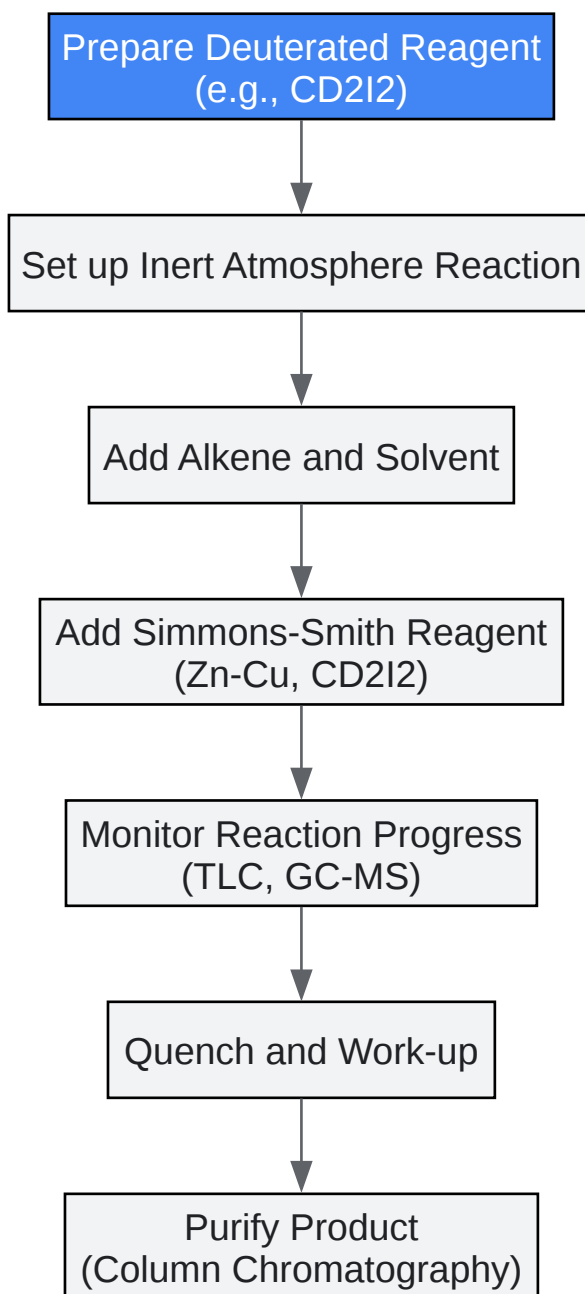 Prepare Deuterated Reagent
(e.g., CD2I2)
Set up Inert Atmosphere Reaction
Add Alkene and Solvent
Add Simmons-Smith Reagent
(Zn-Cu, CD2I2)
Monitor Reaction Progress
(TLC, GC-MS)
Quench and Work-up
Purify Product
(Column Chromatography)